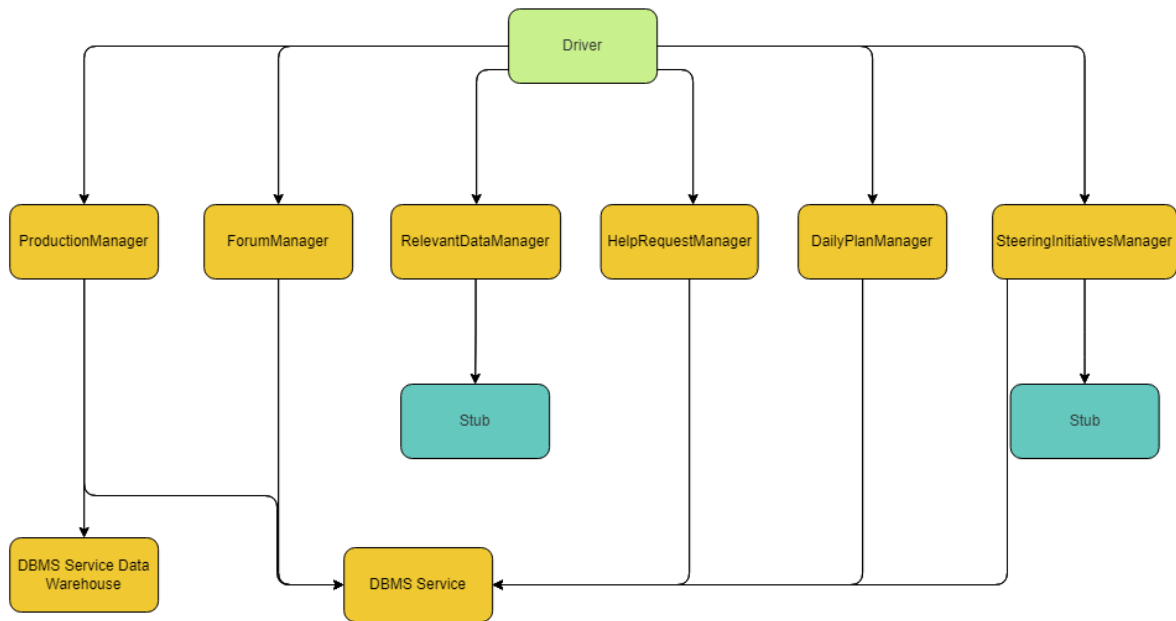 Driver
ProductionManager
ForumManager
RelevantDataManager
HelpRequestManager
DailyPlanManager
SteeringInitiativesManager
Stub
Stub
DBMS Service Data
Warehouse
DBMS Service